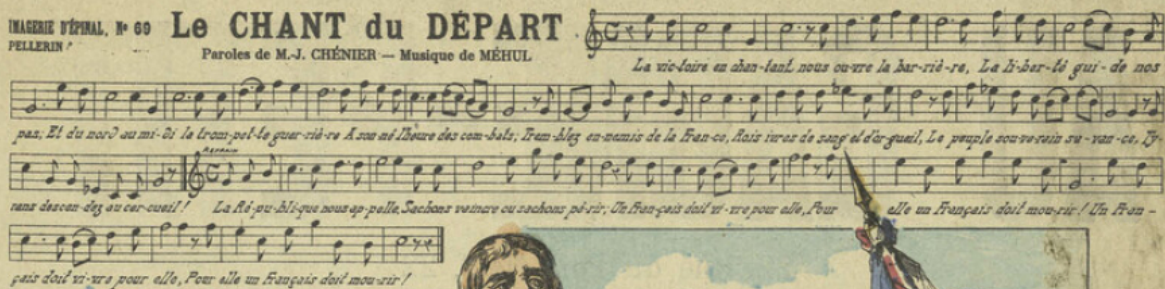 IMAGERIE D'ÉPINAL, No 69
PELLERIN
Le CHANT du DÉPART
Paroles de M.-J. CHÉNIER — Musique de MÉHUL
La vic-toire en chan-tant nous ou-vre la bar-riè-re, La li-ber-té gui-de nos
pas; Et du nord au mi-di la trom-pet-te guer-riè-re A son-né l'heure des com-bats; Trem-blez en-nemis de la Fran-ce, Rois ivres de sang et d'or-gueil, Le peuple sou-ve-rain s'a-van-ce, Ty-
rans descen-dez au cer-cueil! Refrain La Ré-pu-bli-que nous ap-pelle, Sachons vaincre ou sachons pé-rir; Un Fran-çais doit vi-vre pour elle, Pour elle un Français doit mou-rir! Un Fran-
çais doit vi-vre pour elle, Pour elle un Français doit mou-rir!